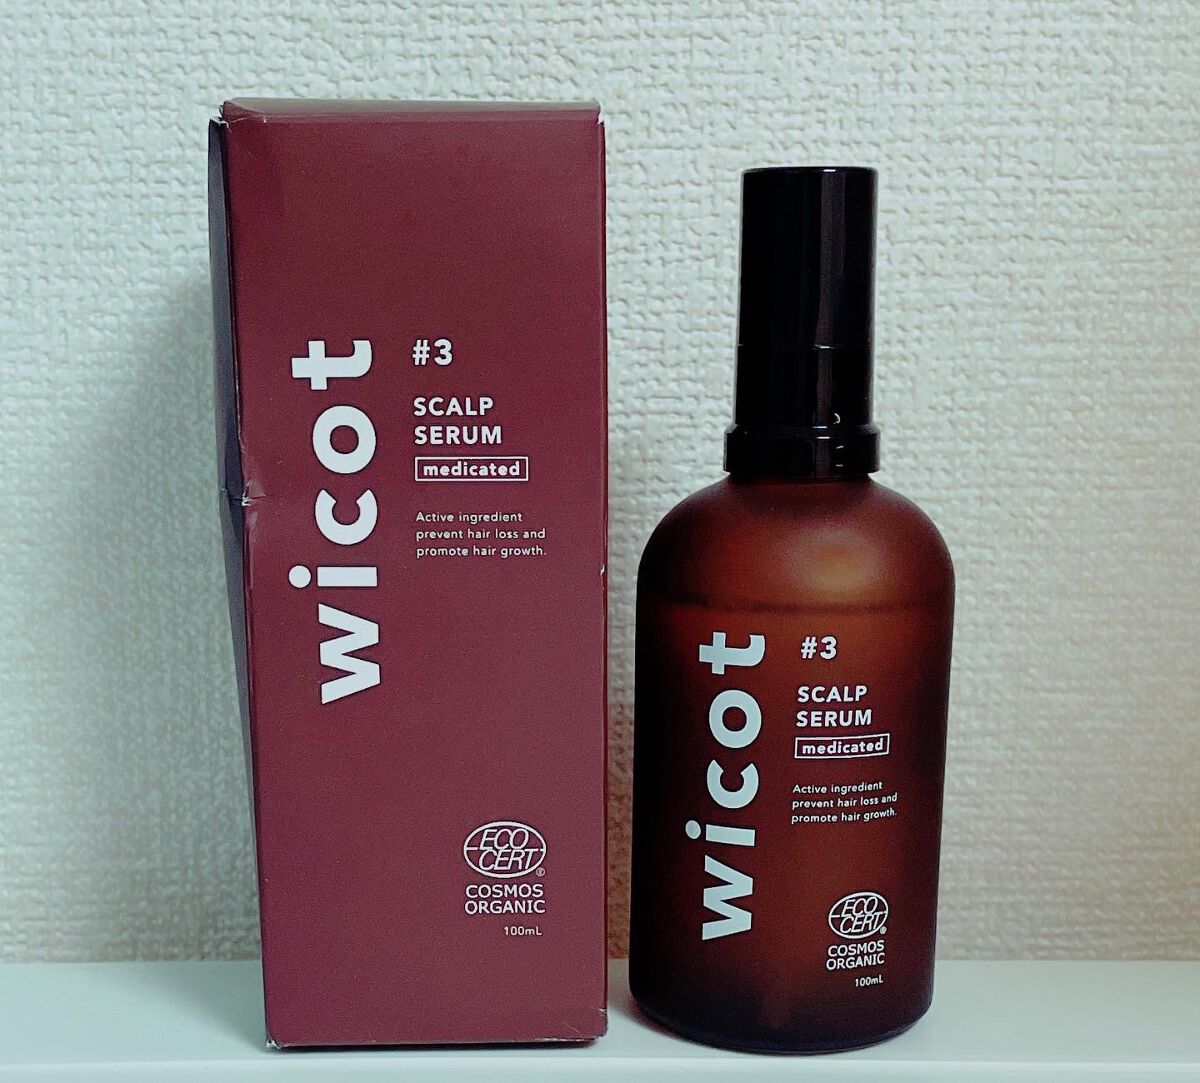 wicot
#3
SCALP
SERUM
medicated
Active ingredient
prevent hair loss and
promote hair growth.
ECO
CERT®
COSMOS
ORGANIC
100mL
wicot
#3
SCALP
SERUM
medicated
Active ingredient
prevent hair loss and
promote hair growth.
ECO
CERT®
COSMOS
ORGANIC
100mL